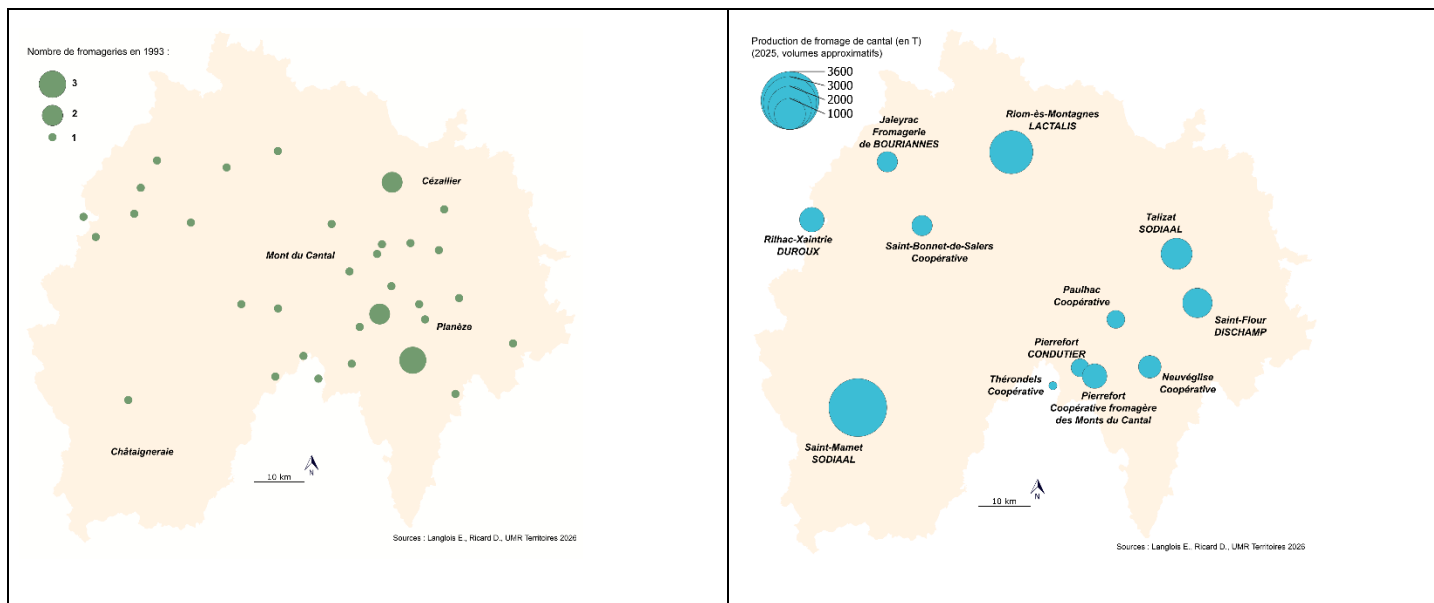 Nombre de fromageries en 1993 :
3
2
1
Cézallier
Mont du Cantal
Planèze
Châtaigneraie
10 km
N
Sources : Langlois E., Ricard D., UMR Territoires 2026
Production de fromage de cantal (en T)
(2025, volumes approximatifs)
3600
3000
2000
1000
Jaleyrac
Fromagerie
de BOURIANNES
Riom-ès-Montagnes
LACTALIS
Rilhac-Xaintrie
DUROUX
Saint-Bonnet-de-Salers
Coopérative
Talizat
SODIAAL
Paulhac
Coopérative
Saint-Flour
DISCHAMP
Pierrefort
CONDUTIER
Thérondels
Coopérative
Neuvéglise
Coopérative
Pierrefort
Coopérative fromagère
des Monts du Cantal
Saint-Mamet
SODIAAL
10 km
N
Sources : Langlois E.. Ricard D., UMR Territoires 2026